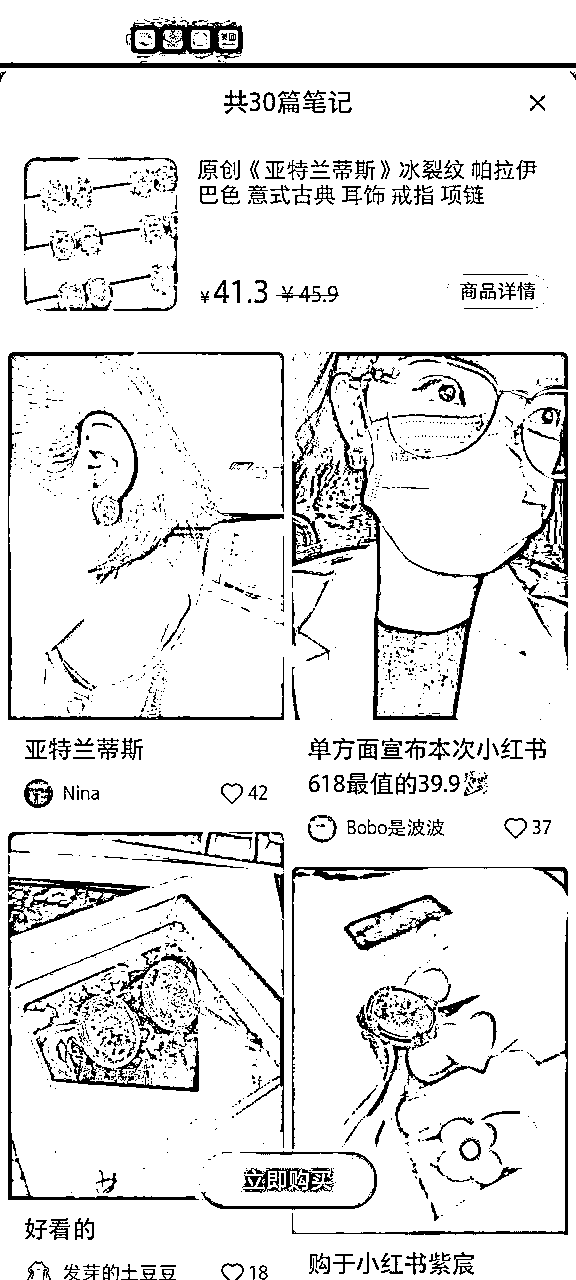 共30篇笔记
原创《亚特兰蒂斯》冰裂纹 帕拉伊
巴色 意式古典 耳饰 戒指 项链
¥41.3 ¥45.9
商品详情
亚特兰蒂斯
Nina
42
单方面宣布本次小红书
618最值的39.9
Bobo是波波
37
立即购买
好看的
发芽的土豆豆
18
购于小红书紫宸